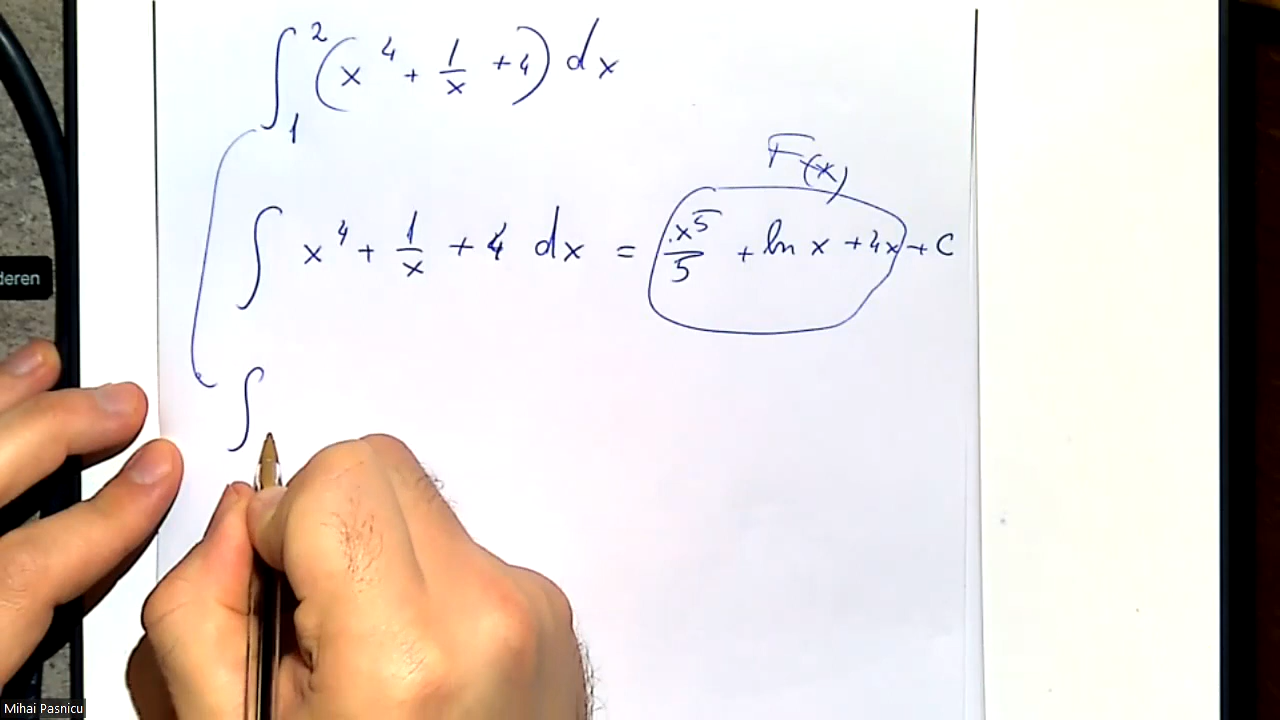 ∫₁² (x⁴ + 1/x + 4) dx
F(x)
∫ x⁴ + 1/x + 4 dx = x⁵/5 + ln x + 4x + C
deren
∫
Mihai Pasnicu